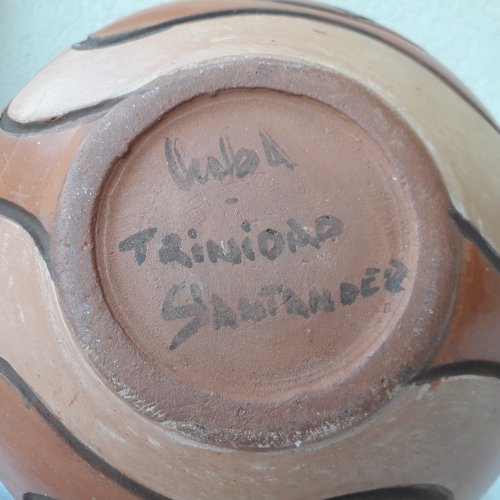 Cuba
-
TRINIDAD
SANTANDER